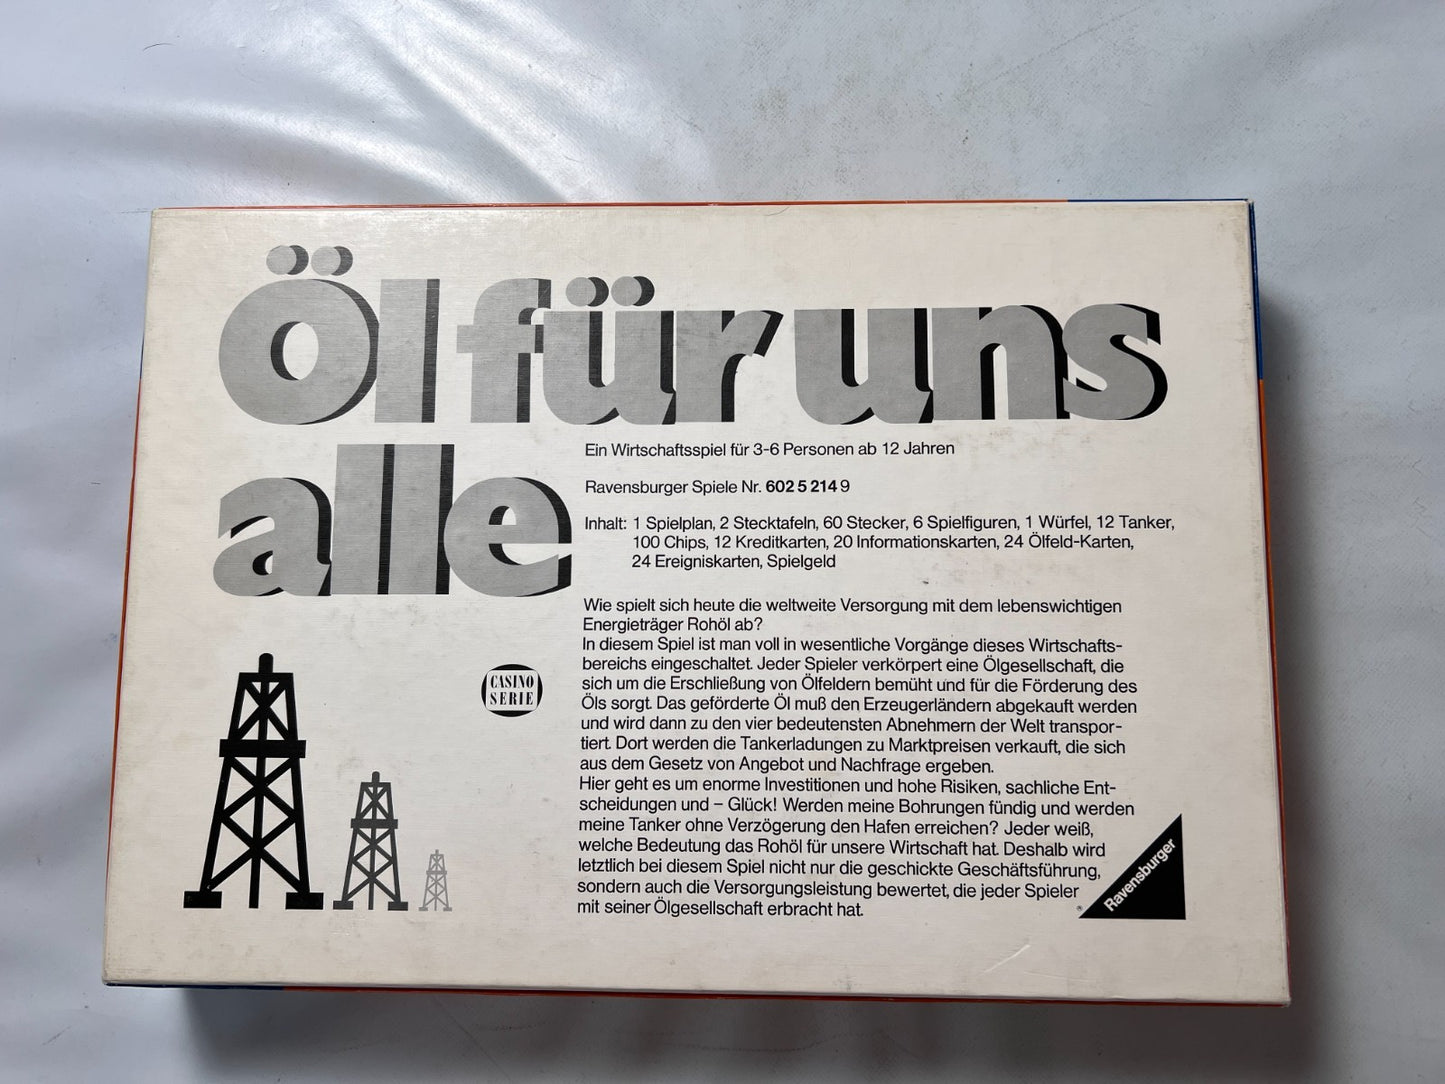 Öl für uns
alle
Ein Wirtschaftsspiel für 3-6 Personen ab 12 Jahren
Ravensburger Spiele Nr. 602 5 214 9
Inhalt: 1 Spielplan, 2 Stecktafeln, 60 Stecker, 6 Spielfiguren, 1 Würfel, 12 Tanker,
100 Chips, 12 Kreditkarten, 20 Informationskarten, 24 Ölfeld-Karten,
24 Ereigniskarten, Spielgeld
Wie spielt sich heute die weltweite Versorgung mit dem lebenswichtigen
Energieträger Rohöl ab?
In diesem Spiel ist man voll in wesentliche Vorgänge dieses Wirtschafts-
bereichs eingeschaltet. Jeder Spieler verkörpert eine Ölgesellschaft, die
sich um die Erschließung von Ölfeldern bemüht und für die Förderung des
Öls sorgt. Das geförderte Öl muß den Erzeugerländern abgekauft werden
und wird dann zu den vier bedeutensten Abnehmern der Welt transpor-
tiert. Dort werden die Tankerladungen zu Marktpreisen verkauft, die sich
aus dem Gesetz von Angebot und Nachfrage ergeben.
Hier geht es um enorme Investitionen und hohe Risiken, sachliche Ent-
scheidungen und – Glück! Werden meine Bohrungen fündig und werden
meine Tanker ohne Verzögerung den Hafen erreichen? Jeder weiß,
welche Bedeutung das Rohöl für unsere Wirtschaft hat. Deshalb wird
letztlich bei diesem Spiel nicht nur die geschickte Geschäftsführung,
sondern auch die Versorgungsleistung bewertet, die jeder Spieler
mit seiner Ölgesellschaft erbracht hat.
CASINO
SERIE
® Ravensburger